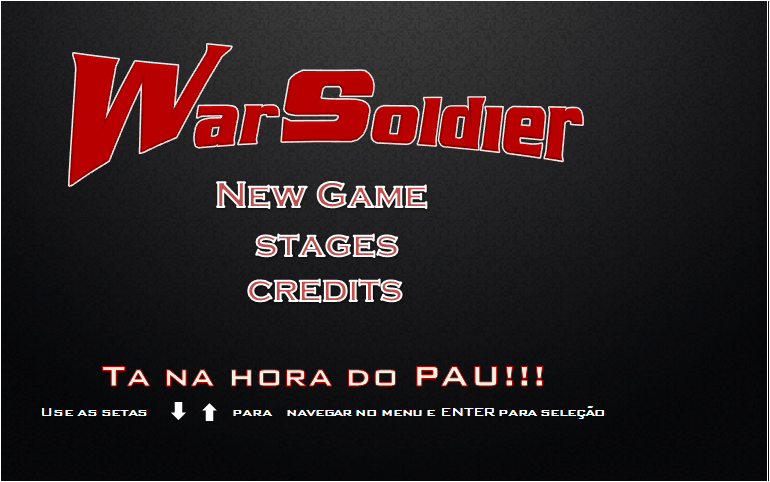 WarSoldier
New Game
STAGES
CREDITS
Ta na hora do PAU!!!
Use as setas para navegar no menu e ENTER para seleção